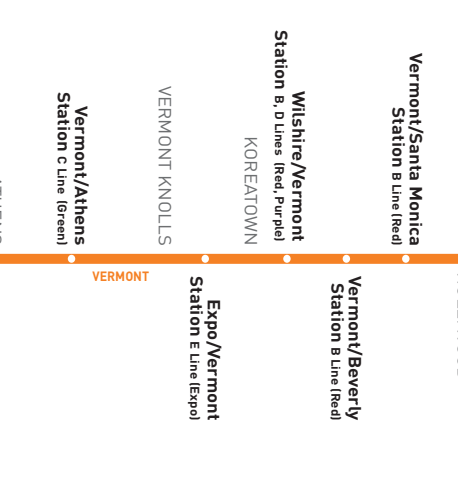 Vermont/Athens
Station C Line (Green)
VERMONT KNOLLS
KOREATOWN
Wilshire/Vermont
Station B, D Lines (Red, Purple)
Vermont/Santa Monica
Station B Line (Red)
VERMONT
Expo/Vermont
Station E Line (Expo)
Vermont/Beverly
Station B Line (Red)